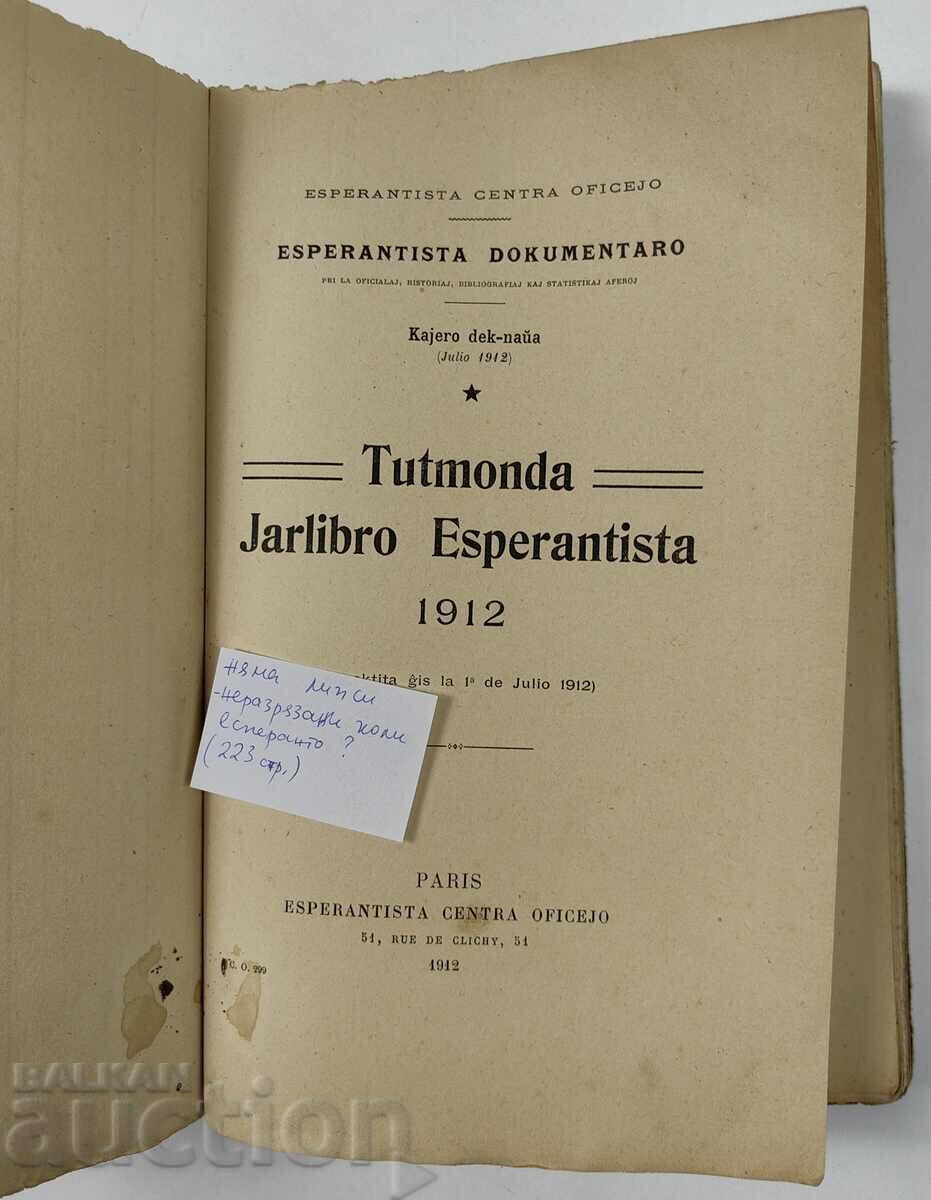 ESPERANTISTA CENTRA OFICEJO
ESPERANTISTA DOKUMENTARO
PRI LA OFICIALAJ, HISTORIAJ, BIBLIOGRAFIAJ KAJ STATISTIKAJ AFEROJ
Kajero dek-naŭa
(Julio 1912)
Tutmonda
Jarlibro Esperantista
1912
ĝis la 1ª de Julio 1912)
няма липси
-неразрязани коли
есперанто ?
(223 стр.)
PARIS
ESPERANTISTA CENTRA OFICEJO
51, RUE DE CLICHY, 51
1912
C. O. 299
BALKAN
auction